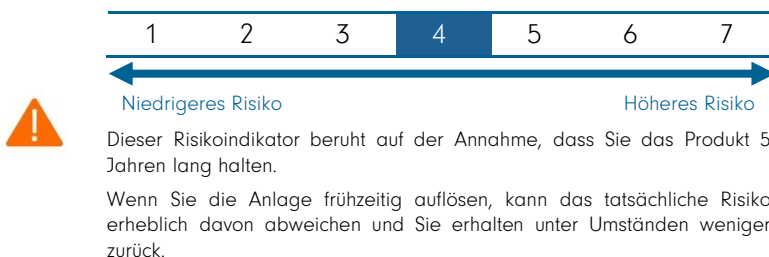 1 2 3 4 5 6 7
Niedrigeres Risiko Höheres Risiko
Dieser Risikoindikator beruht auf der Annahme, dass Sie das Produkt 5
Jahren lang halten.
Wenn Sie die Anlage frühzeitig auflösen, kann das tatsächliche Risiko
erheblich davon abweichen und Sie erhalten unter Umständen weniger
zurück.